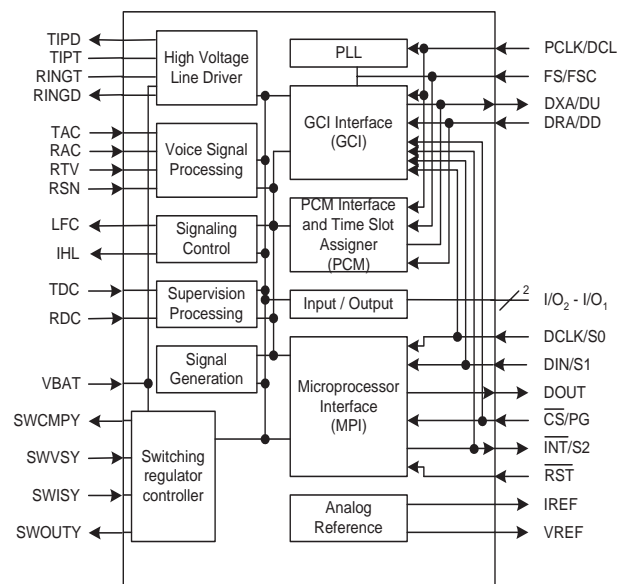 TIPD
TIPT
RINGT
RINGD
TAC
RAC
RTV
RSN
LFC
IHL
TDC
RDC
VBAT
SWCMPY
SWVSY
SWISY
SWOUTY
High Voltage
Line Driver
Voice Signal
Processing
Signaling
Control
Supervision
Processing
Signal
Generation
Switching
regulator
controller
PLL
GCI Interface
(GCI)
PCM Interface
and Time Slot
Assigner
(PCM)
Input / Output
Microprocessor
Interface
(MPI)
Analog
Reference
PCLK/DCL
FS/FSC
DXA/DU
DRA/DD
2
I/O₂ - I/O₁
DCLK/S0
DIN/S1
DOUT
C̅S̅/PG
I̅N̅T̅/S2
R̅S̅T̅
IREF
VREF